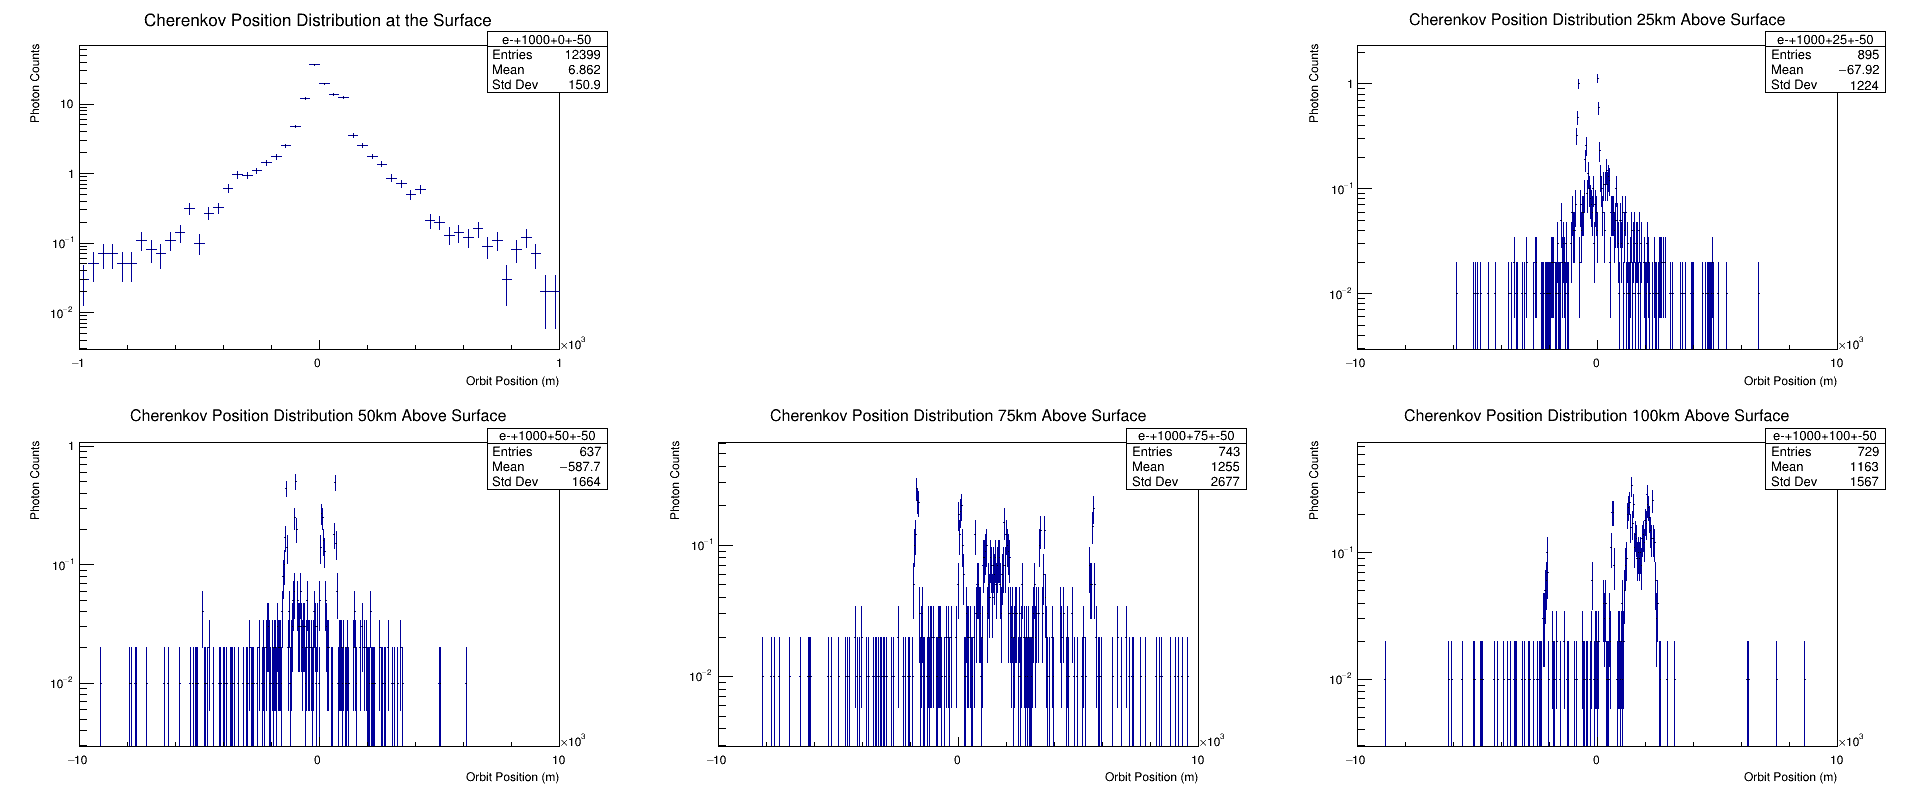 Cherenkov Position Distribution at the Surface
Photon Counts
e-+1000+0+-50
Entries 12399
Mean 6.862
Std Dev 150.9
10
1
10⁻¹
10⁻²
−1 0 1
×10³
Orbit Position (m)
Cherenkov Position Distribution 25km Above Surface
Photon Counts
e-+1000+25+-50
Entries 895
Mean −67.92
Std Dev 1224
1
10⁻¹
10⁻²
−10 0 10
×10³
Orbit Position (m)
Cherenkov Position Distribution 50km Above Surface
Photon Counts
e-+1000+50+-50
Entries 637
Mean −587.7
Std Dev 1664
1
10⁻¹
10⁻²
−10 0 10
×10³
Orbit Position (m)
Cherenkov Position Distribution 75km Above Surface
Photon Counts
e-+1000+75+-50
Entries 743
Mean 1255
Std Dev 2677
10⁻¹
10⁻²
−10 0 10
×10³
Orbit Position (m)
Cherenkov Position Distribution 100km Above Surface
Photon Counts
e-+1000+100+-50
Entries 729
Mean 1163
Std Dev 1567
10⁻¹
10⁻²
−10 0 10
×10³
Orbit Position (m)